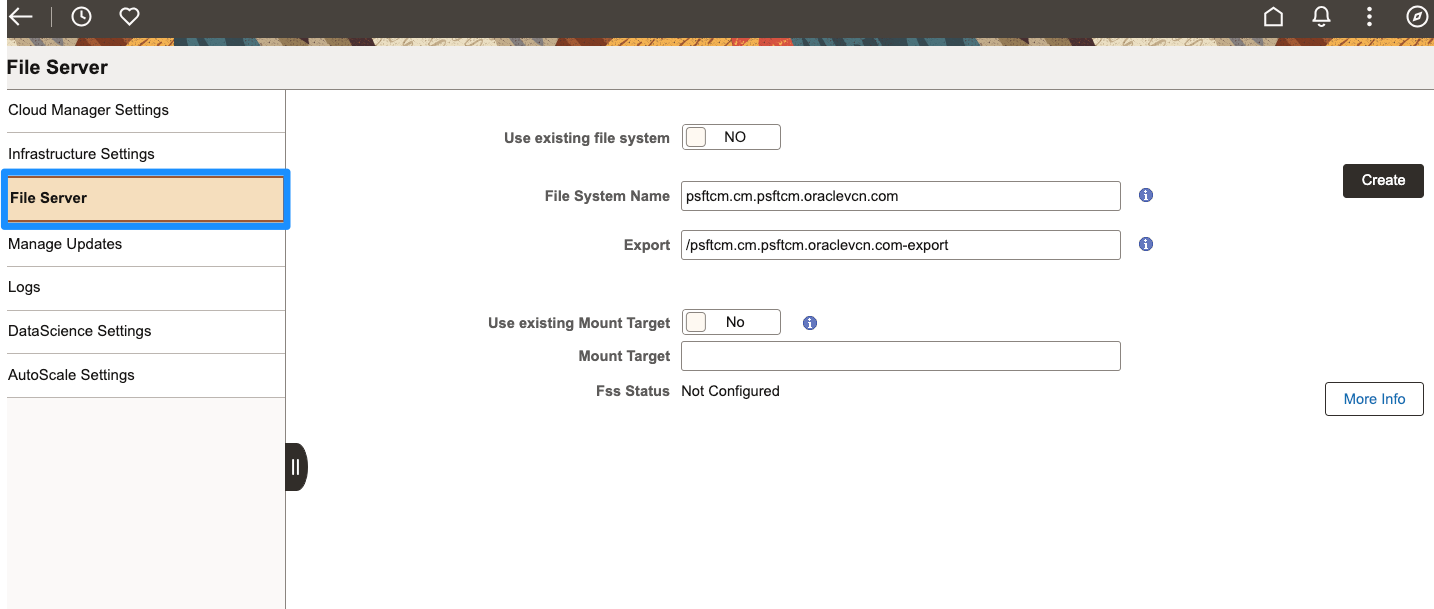 File Server
Cloud Manager Settings
Infrastructure Settings
File Server
Manage Updates
Logs
DataScience Settings
AutoScale Settings
Use existing file system NO
File System Name psftcm.cm.psftcm.oraclevcn.com
Create
Export /psftcm.cm.psftcm.oraclevcn.com-export
Use existing Mount Target No
Mount Target
Fss Status Not Configured
More Info